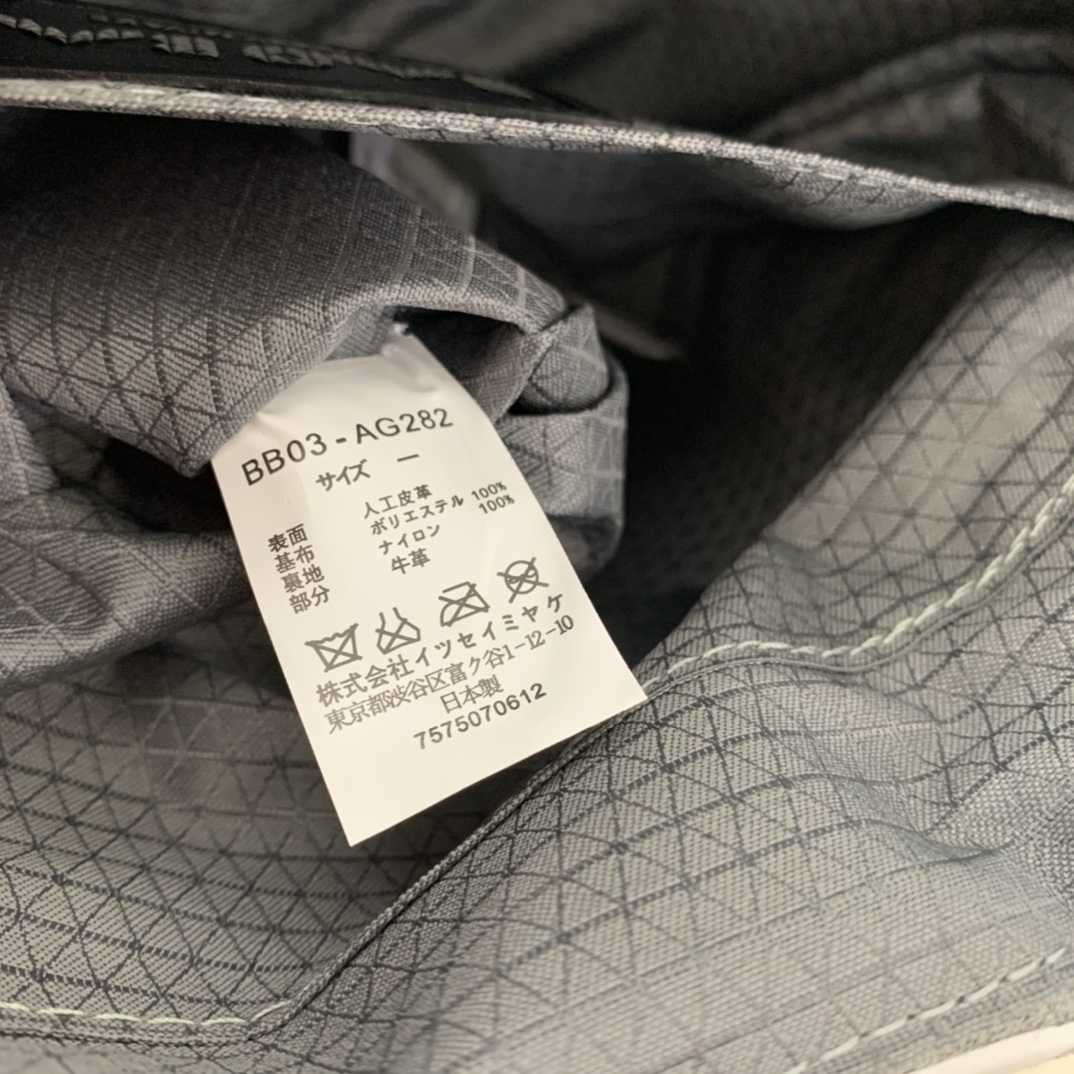 BB03-AG282
サイズ ー
表面 人工皮革
基布 ポリエステル 100%
裏地 ナイロン 100%
部分 牛革
株式会社イッセイミヤケ
東京都渋谷区富ヶ谷1-12-10
日本製
7575070612